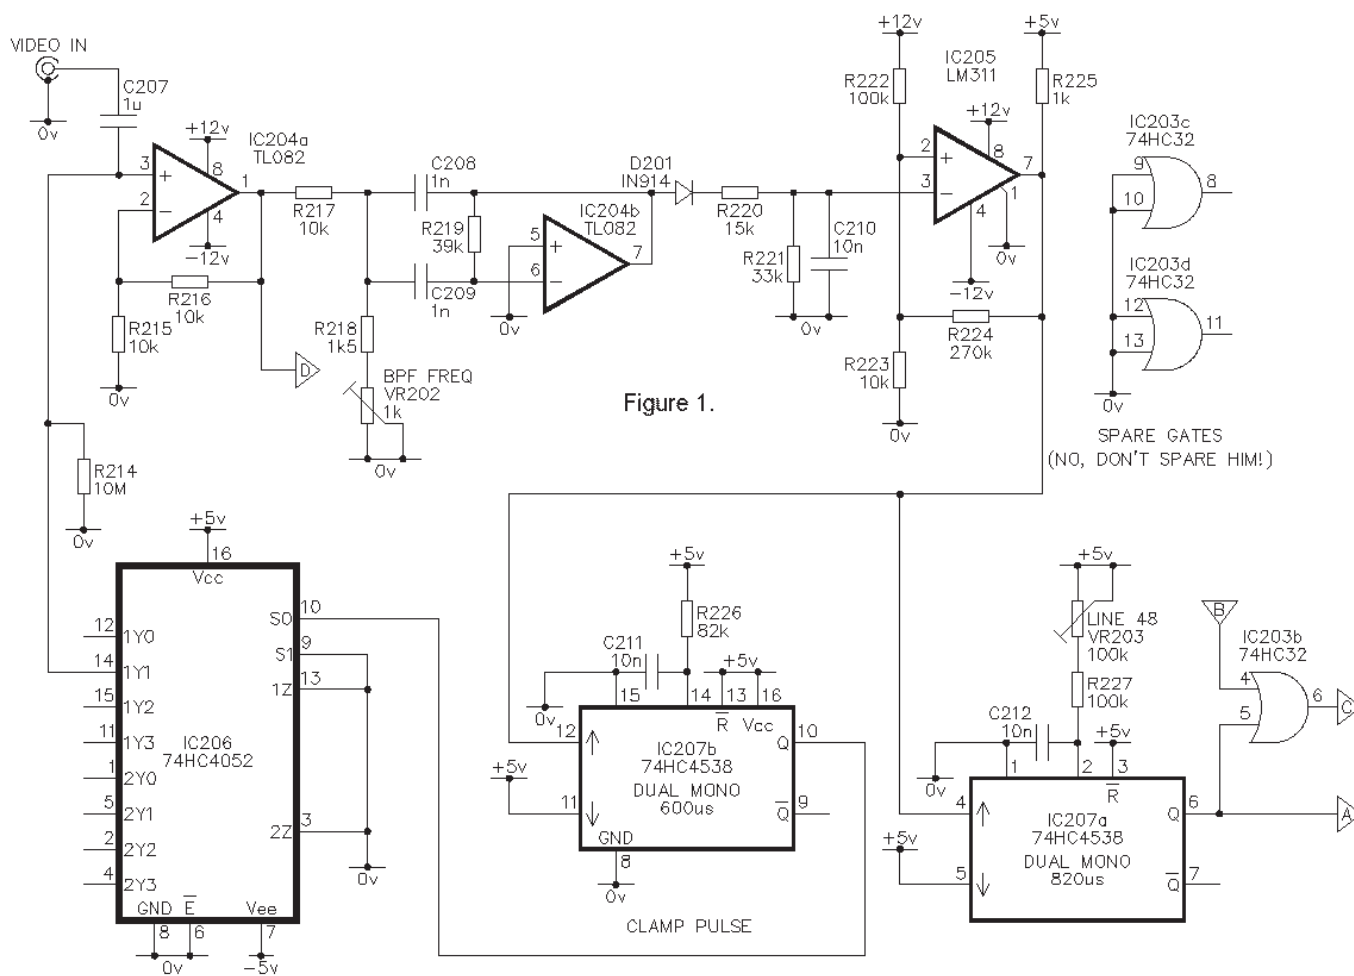 VIDEO IN
C207
1u
0v
+12v
IC204a
TL082
3
+
2
−
8
1
4
−12v
R216
10k
R215
10k
0v
R217
10k
D
C208
1n
R219
39k
C209
1n
R218
1k5
BPF FREQ
VR202
1k
0v
IC204b
TL082
5
+
6
−
7
0v
D201
IN914
R220
15k
R221
33k
C210
10n
0v
+12v
R222
100k
IC205
LM311
+12v
2
+
3
−
8
7
1
4
0v
−12v
+5v
R225
1k
R224
270k
R223
10k
0v
Figure 1.
IC203c
74HC32
9
10
8
IC203d
74HC32
12
13
11
0v
SPARE GATES
(NO, DON'T SPARE HIM!)
R214
10M
0v
+5v
16
Vcc
12
1Y0
14
1Y1
15
1Y2
11
1Y3
1
2Y0
5
2Y1
2
2Y2
4
2Y3
IC206
74HC4052
S0
10
S1
9
1Z
13
2Z
3
0v
GND
E
Vee
8
6
7
0v
−5v
+5v
R226
82k
C211
10n
+5v
0v
15
14
13
16
R
Vcc
12
IC207b
74HC4538
DUAL MONO
600us
Q
10
+5v
11
Q
9
GND
8
0v
CLAMP PULSE
+5v
LINE 48
VR203
100k
R227
100k
C212
10n
+5v
0v
1
2
3
R
4
IC207a
74HC4538
DUAL MONO
820us
Q
6
+5v
5
Q
7
B
IC203b
74HC32
4
5
6
C
A